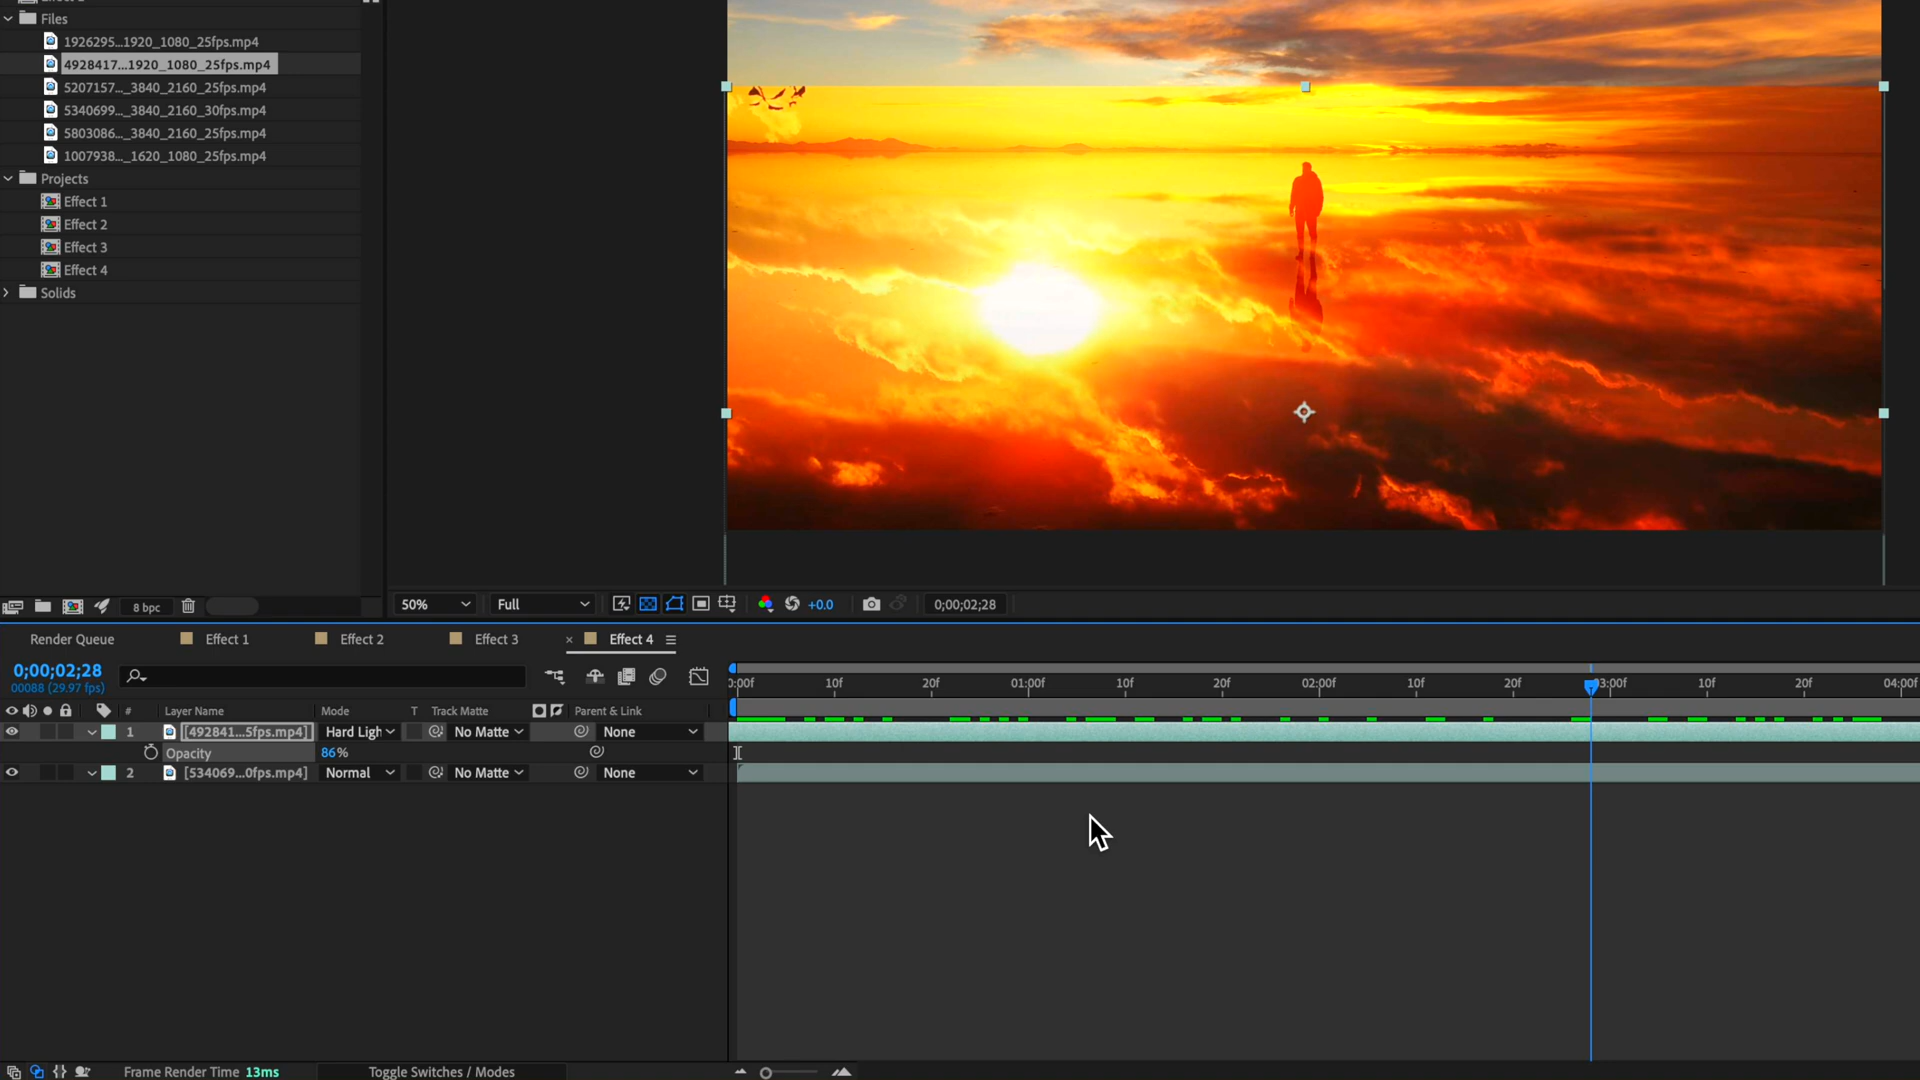 Files
1926295...1920_1080_25fps.mp4
4928417...1920_1080_25fps.mp4
5207157..._3840_2160_25fps.mp4
5340699..._3840_2160_30fps.mp4
5803086..._3840_2160_25fps.mp4
1007938..._1620_1080_25fps.mp4
Projects
Effect 1
Effect 2
Effect 3
Effect 4
Solids
8 bpc
50%
Full
+0.0
0;00;02;28
Render Queue
Effect 1
Effect 2
Effect 3
× Effect 4
0;00;02;28
00088 (29.97 fps)
0:00f 10f 20f 01:00f 10f 20f 02:00f 10f 20f 03:00f 10f 20f 04:00f
# Layer Name Mode T Track Matte Parent & Link
1 [492841...5fps.mp4] Hard Ligh No Matte None
Opacity 86%
2 [534069...0fps.mp4] Normal No Matte None
Frame Render Time 13ms
Toggle Switches / Modes